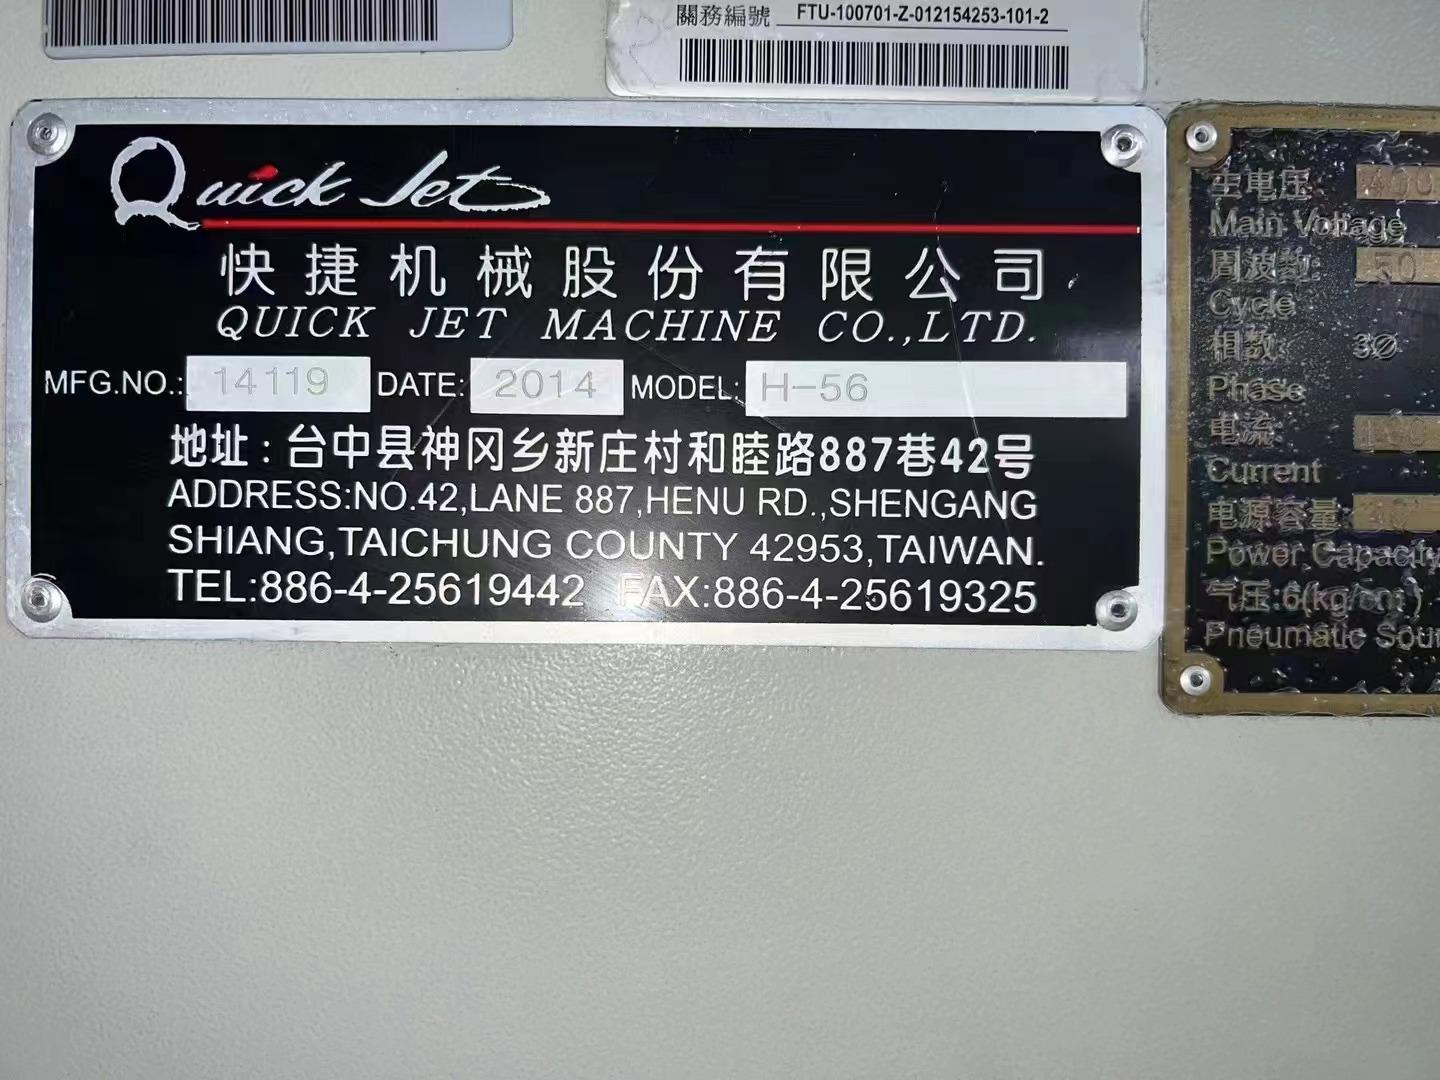 關務編號 FTU-100701-Z-012154253-101-2
Quick Jet
快捷机械股份有限公司
QUICK JET MACHINE CO.,LTD.
MFG.NO.: 14119 DATE: 2014 MODEL: H-56
地址:台中县神冈乡新庄村和睦路887巷42号
ADDRESS:NO.42,LANE 887,HENU RD.,SHENGANG
SHIANG,TAICHUNG COUNTY 42953,TAIWAN.
TEL:886-4-25619442 FAX:886-4-25619325
主电压 400
Main Voltage
周波数: 50
Cycle
相数: 3Ø
Phase
电流
Current
电源容量
Power Capacity
气压:6(kg/cm²)
Pneumatic